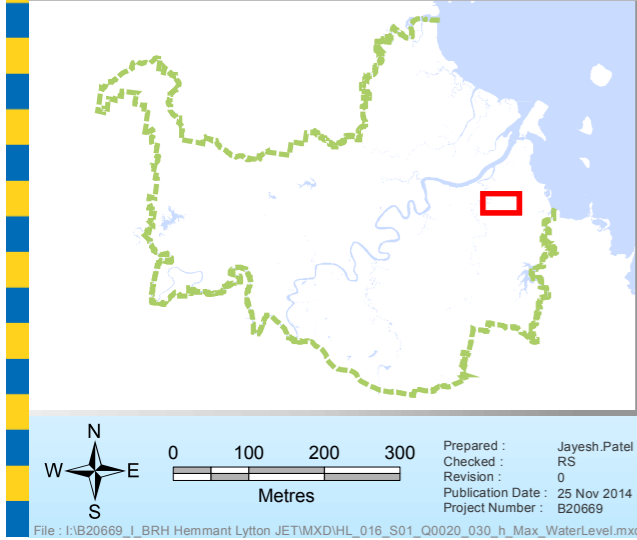 N
W E
S
0 100 200 300
Metres
Prepared : Jayesh.Patel
Checked : RS
Revision : 0
Publication Date : 25 Nov 2014
Project Number : B20669
File : I:\B20669_I_BRH Hemmant Lytton JET\MXD\HL_016_S01_Q0020_030_h_Max_WaterLevel.mxd